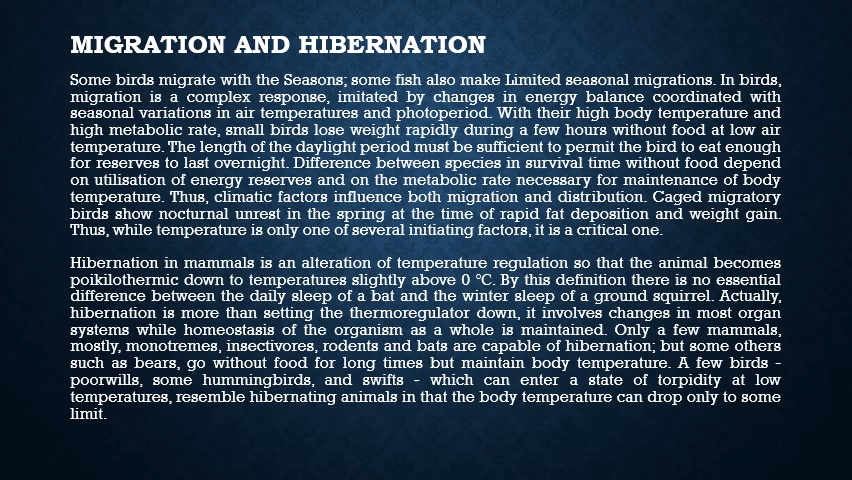 MIGRATION AND HIBERNATION
Some birds migrate with the Seasons; some fish also make Limited seasonal migrations. In birds,
migration is a complex response, imitated by changes in energy balance coordinated with
seasonal variations in air temperatures and photoperiod. With their high body temperature and
high metabolic rate, small birds lose weight rapidly during a few hours without food at low air
temperature. The length of the daylight period must be sufficient to permit the bird to eat enough
for reserves to last overnight. Difference between species in survival time without food depend
on utilisation of energy reserves and on the metabolic rate necessary for maintenance of body
temperature. Thus, climatic factors influence both migration and distribution. Caged migratory
birds show nocturnal unrest in the spring at the time of rapid fat deposition and weight gain.
Thus, while temperature is only one of several initiating factors, it is a critical one.
Hibernation in mammals is an alteration of temperature regulation so that the animal becomes
poikilothermic down to temperatures slightly above 0 °C. By this definition there is no essential
difference between the daily sleep of a bat and the winter sleep of a ground squirrel. Actually,
hibernation is more than setting the thermoregulator down, it involves changes in most organ
systems while homeostasis of the organism as a whole is maintained. Only a few mammals,
mostly, monotremes, insectivores, rodents and bats are capable of hibernation; but some others
such as bears, go without food for long times but maintain body temperature. A few birds -
poorwills, some hummingbirds, and swifts - which can enter a state of torpidity at low
temperatures, resemble hibernating animals in that the body temperature can drop only to some
limit.